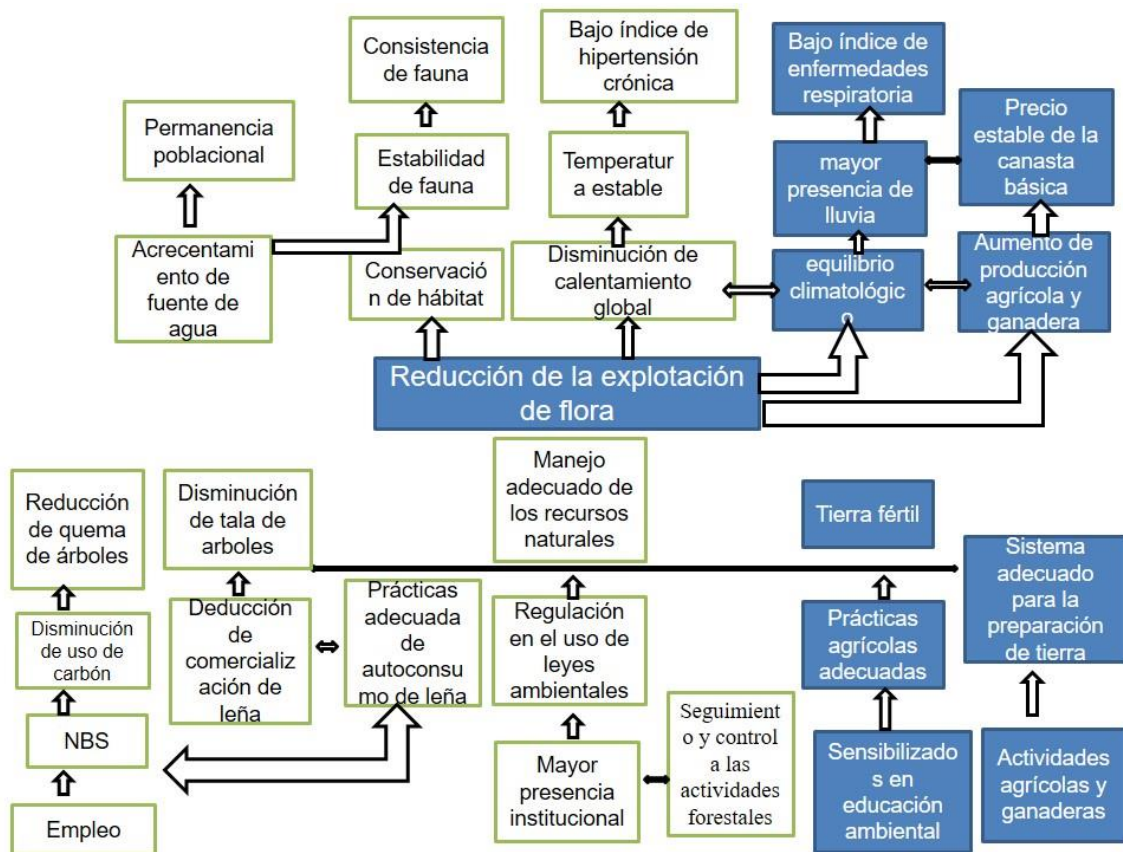 Consistencia
de fauna
Bajo índice de
hipertensión
crónica
Bajo índice de
enfermedades
respiratoria
Permanencia
poblacional
Estabilidad
de fauna
Temperatur
a estable
mayor
presencia de
lluvia
Precio
estable de la
canasta
básica
Acrecentami
ento de
fuente de
agua
Conservació
n de hábitat
Disminución de
calentamiento
global
equilibrio
climatológic
o
Aumento de
producción
agrícola y
ganadera
Reducción de la explotación
de flora
Reducción
de quema
de árboles
Disminución
de tala de
arboles
Manejo
adecuado de
los recursos
naturales
Tierra fértil
Sistema
adecuado
para la
preparación
de tierra
Disminución
de uso de
carbón
Deducción
de
comercializ
ación de
leña
Prácticas
adecuada
de
autoconsu
mo de leña
Regulación
en el uso de
leyes
ambientales
Prácticas
agrícolas
adecuadas
NBS
Empleo
Mayor
presencia
institucional
Seguimient
o y control
a las
actividades
forestales
Sensibilizado
s en
educación
ambiental
Actividades
agrícolas y
ganaderas